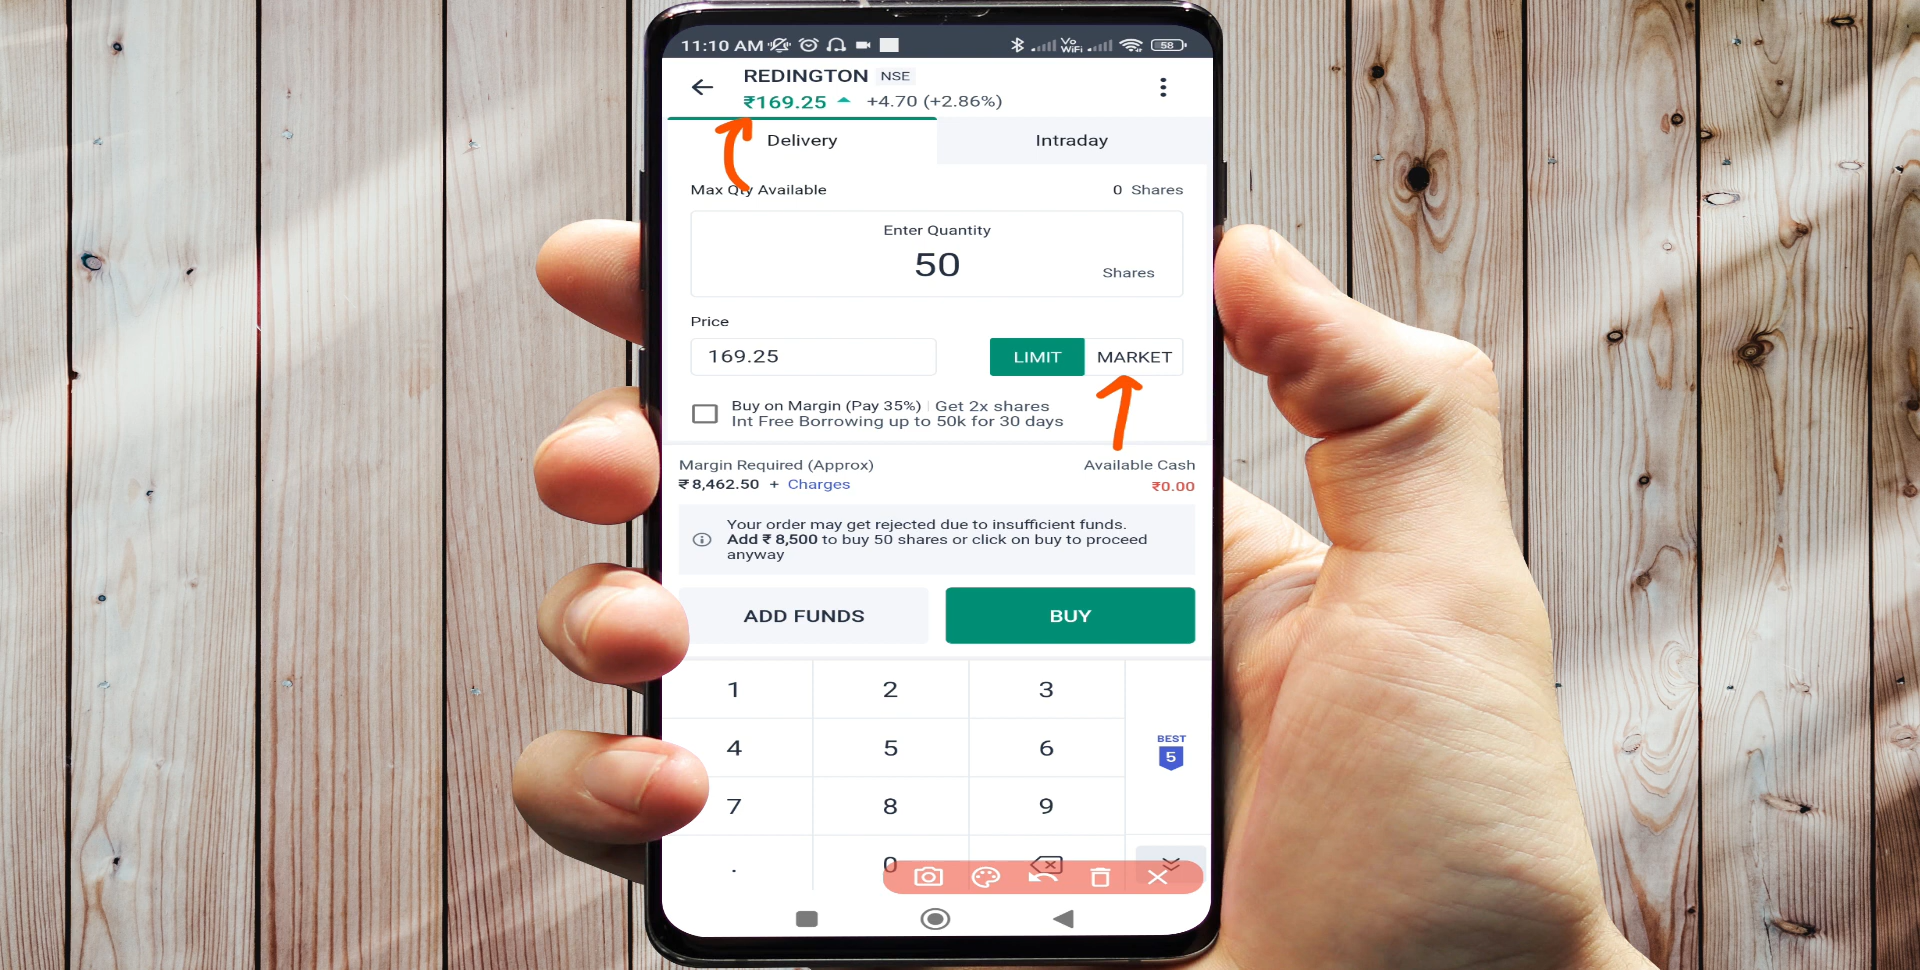 11:10 AM Vo WiFi 58
REDINGTON NSE
₹169.25 +4.70 (+2.86%)
Delivery Intraday
Max Qty Available 0 Shares
Enter Quantity
50
Shares
Price
169.25 LIMIT MARKET
Buy on Margin (Pay 35%) | Get 2x shares
Int Free Borrowing up to 50k for 30 days
Margin Required (Approx) Available Cash
₹8,462.50 + Charges ₹0.00
Your order may get rejected due to insufficient funds.
Add ₹ 8,500 to buy 50 shares or click on buy to proceed
anyway
ADD FUNDS BUY
1 2 3
4 5 6
BEST
5
7 8 9
. 0